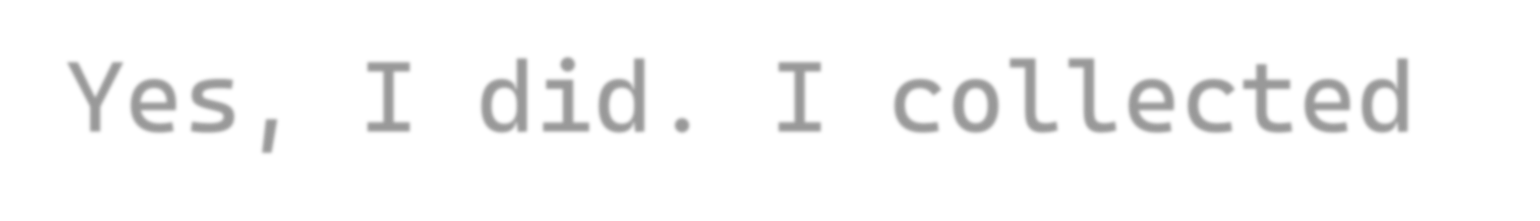 Yes, I did. I collected